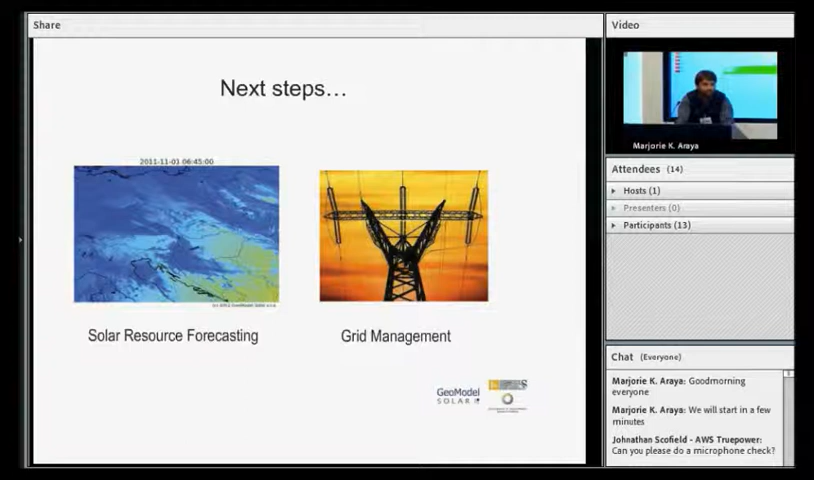 Share
Next steps…
2011-11-01 06:45:00
Solar Resource Forecasting
Grid Management
GeoModel
SOLAR
Video
Marjorie K. Araya
Attendees (14)
Hosts (1)
Presenters (0)
Participants (13)
Chat (Everyone)
Marjorie K. Araya: Goodmorning
everyone
Marjorie K. Araya: We will start in a few
minutes
Johnathan Scofield - AWS Truepower:
Can you please do a microphone check?